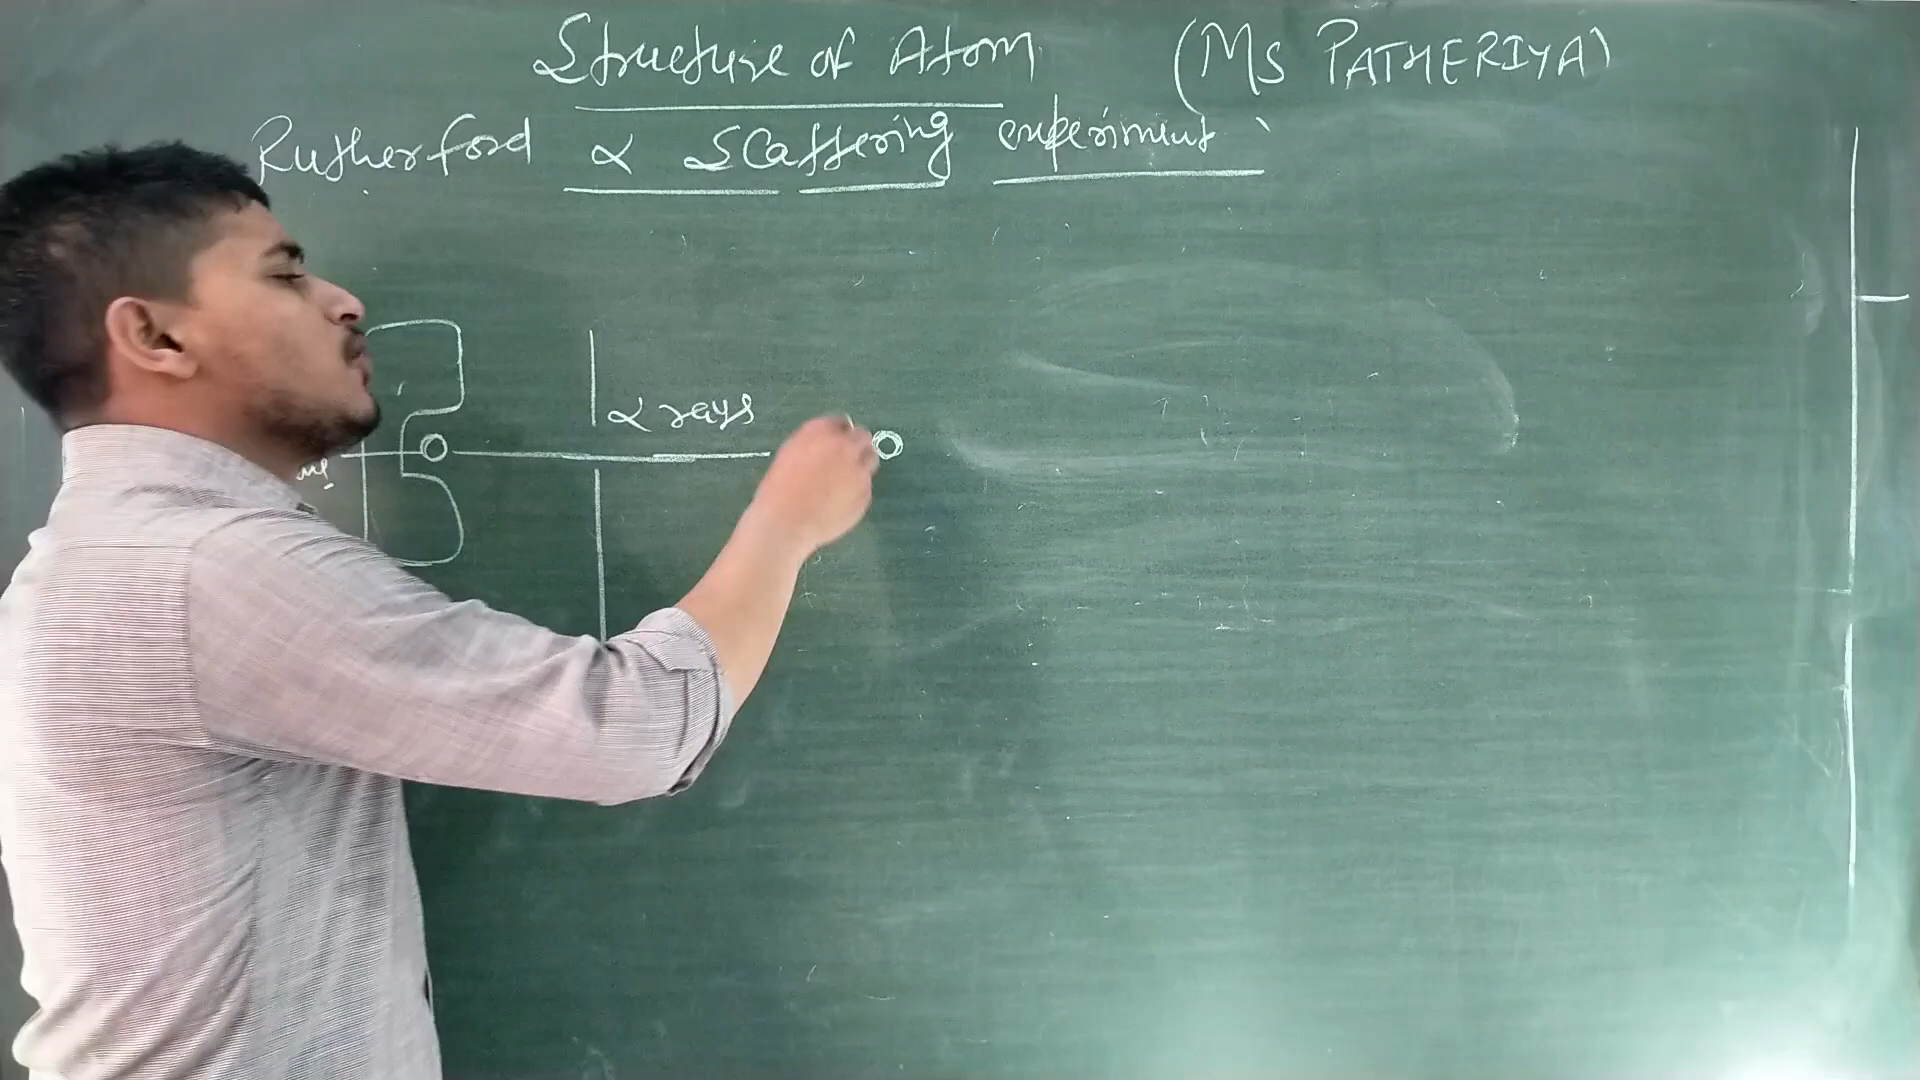 Structure of Atom (MS PATHERIYA)
Rutherford α Scattering experiment
α rays